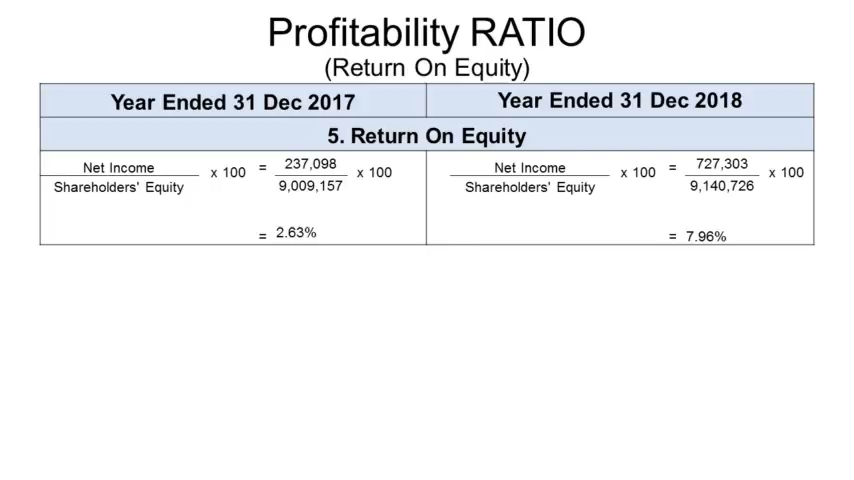 Profitability RATIO
(Return On Equity)
Year Ended 31 Dec 2017
Year Ended 31 Dec 2018
5. Return On Equity
Net Income
Shareholders' Equity
x 100
=
237,098
9,009,157
x 100
= 2.63%
Net Income
Shareholders' Equity
x 100
=
727,303
9,140,726
x 100
= 7.96%